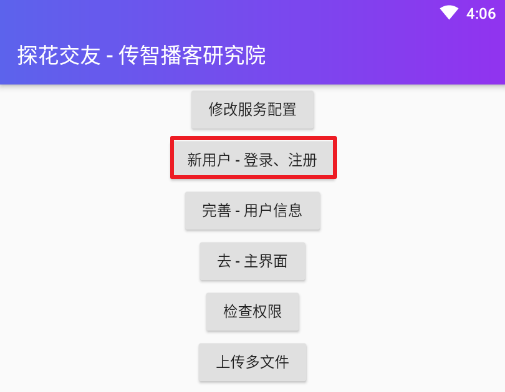 4:06
探花交友 - 传智播客研究院
修改服务配置
新用户 - 登录、注册
完善 - 用户信息
去 - 主界面
检查权限
上传多文件